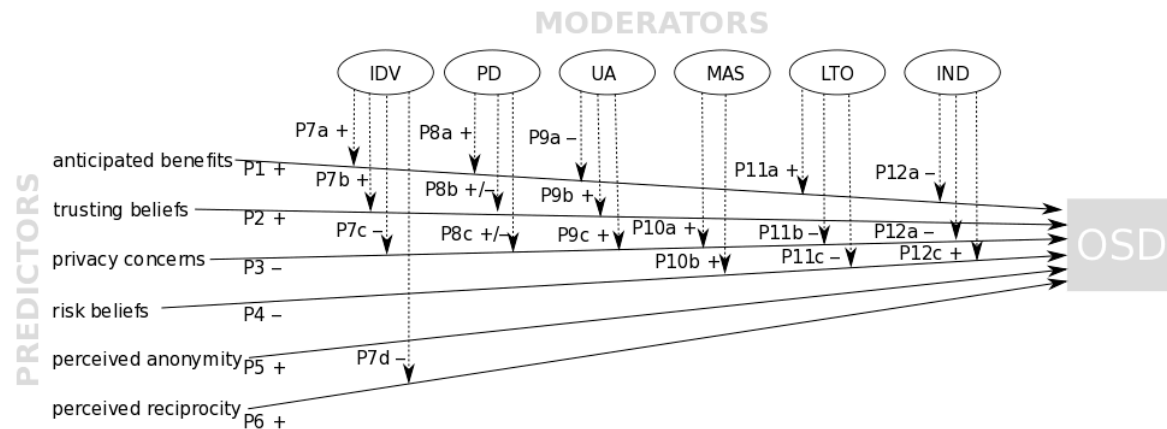 MODERATORS
IDV PD UA MAS LTO IND
P7a + P8a + P9a –
anticipated benefits P1 + P7b + P8b +/– P9b + P11a + P12a –
trusting beliefs P2 + P7c – P8c +/– P9c + P10a + P11b – P12a –
privacy concerns P3 – P10b + P11c – P12c +
OSD
risk beliefs P4 –
perceived anonymity P5 + P7d –
perceived reciprocity P6 +
PREDICTORS